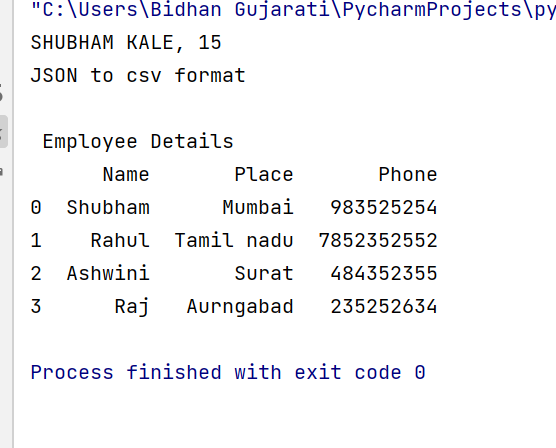 "C:\Users\Bidhan Gujarati\PycharmProjects\py
SHUBHAM KALE, 15
JSON to csv format
Employee Details
Name Place Phone
0 Shubham Mumbai 983525254
1 Rahul Tamil nadu 7852352552
2 Ashwini Surat 484352355
3 Raj Aurngabad 235252634
Process finished with exit code 0